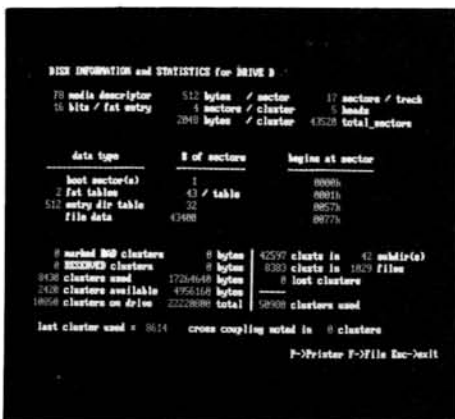 DISK INFORMATION and STATISTICS for DRIVE D
78 media descriptor 512 bytes / sector 17 sectors / track
16 bits / fat entry 4 sectors / cluster 5 heads
2048 bytes / cluster 43520 total_sectors
data type # of sectors begins at sector
boot sector(s) 1 0000h
2 fat tables 43 / table 0001h
512 entry dir table 32 0057h
file data 43400 0077h
0 marked BAD clusters 0 bytes 42597 clusts in 42 subdir(s)
0 RESERVED clusters 0 bytes 8383 clusts in 1029 files
8430 clusters used 17264640 bytes 0 lost clusters
2420 clusters available 4956160 bytes
10850 clusters on drive 22220800 total 50980 clusters used
last cluster used = 8614 cross coupling noted in 0 clusters
P->Printer F->File Esc->exit